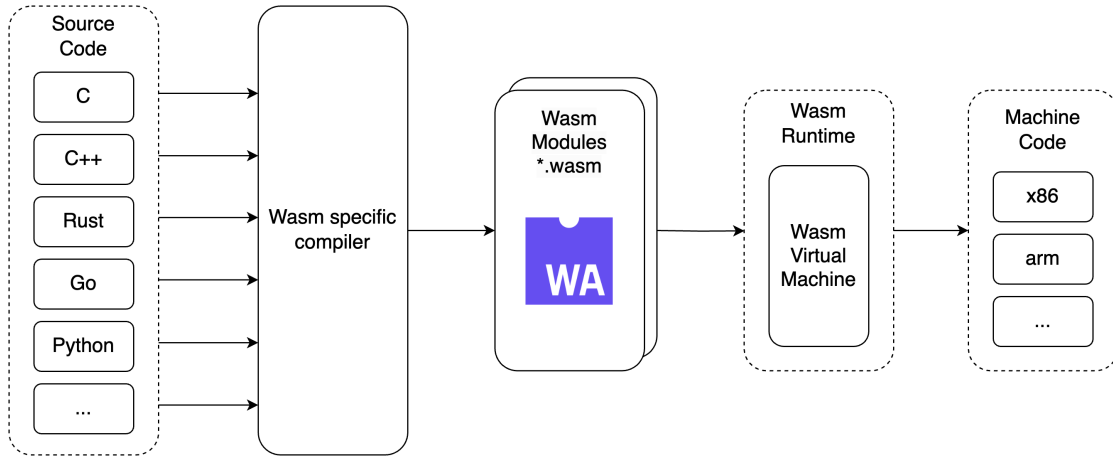 Source
Code
C
C++
Rust
Go
Python
...
Wasm specific
compiler
Wasm
Modules
*.wasm
WA
Wasm
Runtime
Wasm
Virtual
Machine
Machine
Code
x86
arm
...